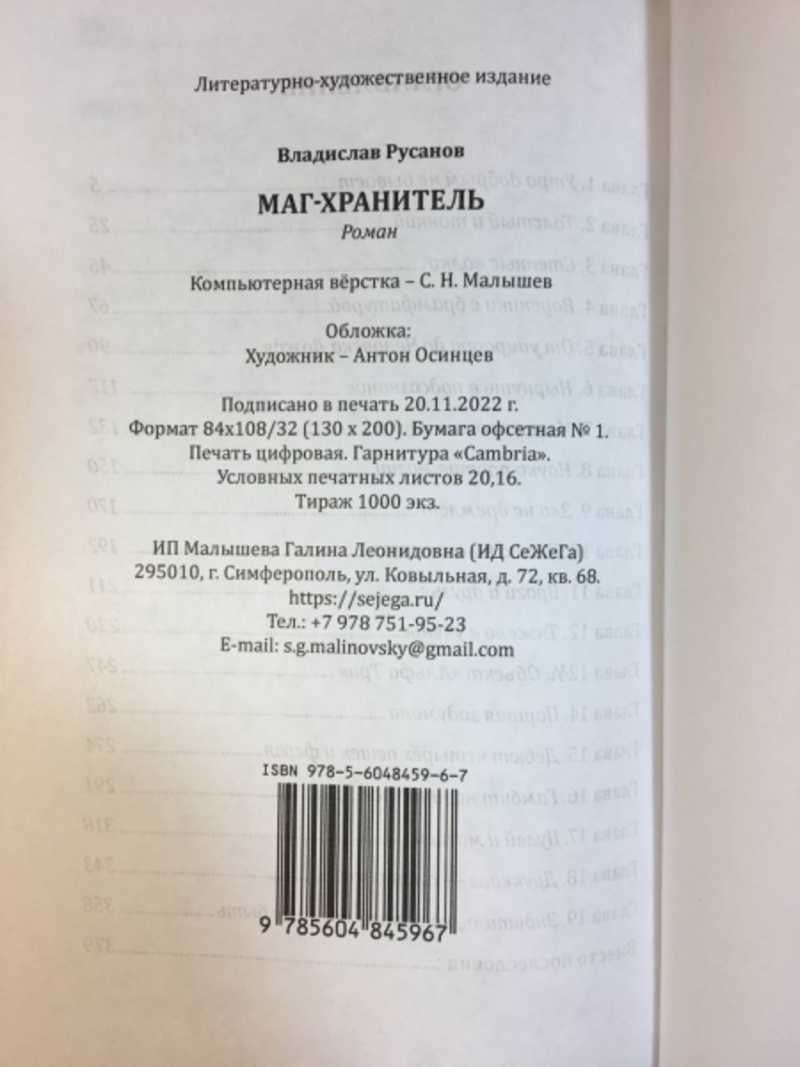 Литературно-художественное издание
Владислав Русанов
МАГ-ХРАНИТЕЛЬ
Роман
Компьютерная вёрстка – С. Н. Малышев
Обложка:
Художник – Антон Осинцев
Подписано в печать 20.11.2022 г.
Формат 84x108/32 (130 x 200). Бумага офсетная № 1.
Печать цифровая. Гарнитура «Cambria».
Условных печатных листов 20,16.
Тираж 1000 экз.
ИП Малышева Галина Леонидовна (ИД СеЖеГа)
295010, г. Симферополь, ул. Ковыльная, д. 72, кв. 68.
https://sejega.ru/
Тел.: +7 978 751-95-23
E-mail: s.g.malinovsky@gmail.com
ISBN 978-5-6048459-6-7
9 785604 845967